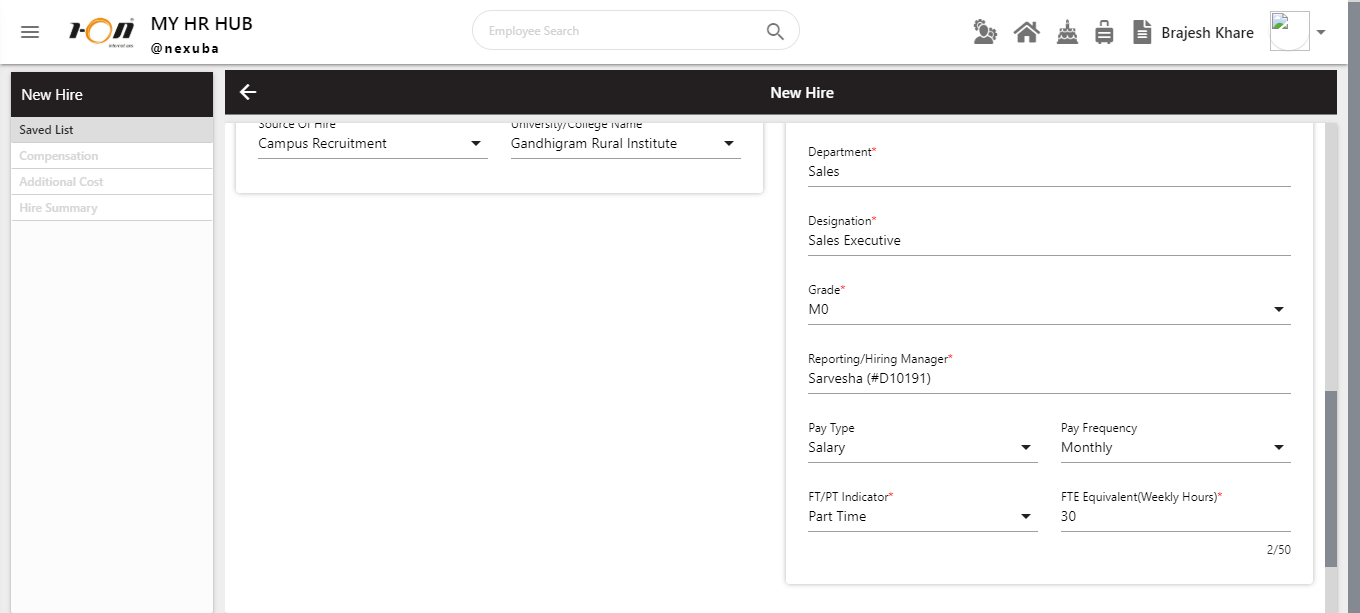 I-ON
MY HR HUB
@nexuba
Employee Search
Brajesh Khare
New Hire
Saved List
Compensation
Additional Cost
Hire Summary
New Hire
Source Of Hire
Campus Recruitment
University/College Name
Gandhigram Rural Institute
Department*
Sales
Designation*
Sales Executive
Grade*
M0
Reporting/Hiring Manager*
Sarvesha (#D10191)
Pay Type
Salary
Pay Frequency
Monthly
FT/PT Indicator*
Part Time
FTE Equivalent(Weekly Hours)*
30
2/50